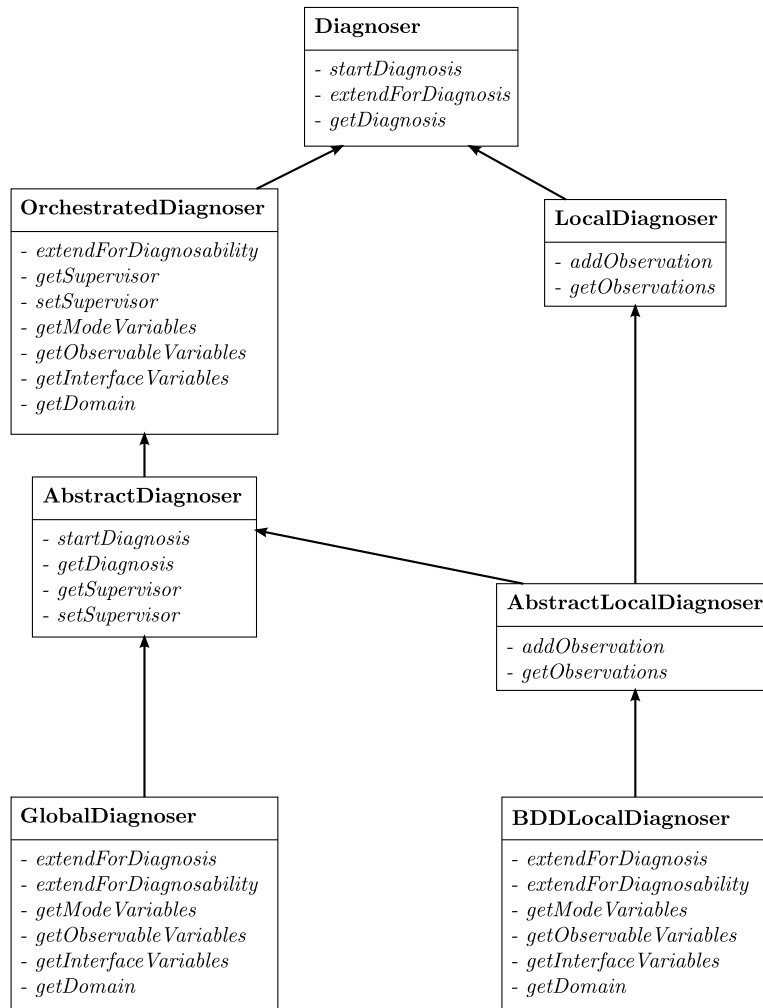 Diagnoser
- startDiagnosis
- extendForDiagnosis
- getDiagnosis
OrchestratedDiagnoser
- extendForDiagnosability
- getSupervisor
- setSupervisor
- getModeVariables
- getObservableVariables
- getInterfaceVariables
- getDomain
LocalDiagnoser
- addObservation
- getObservations
AbstractDiagnoser
- startDiagnosis
- getDiagnosis
- getSupervisor
- setSupervisor
AbstractLocalDiagnoser
- addObservation
- getObservations
GlobalDiagnoser
- extendForDiagnosis
- extendForDiagnosability
- getModeVariables
- getObservableVariables
- getInterfaceVariables
- getDomain
BDDLocalDiagnoser
- extendForDiagnosis
- extendForDiagnosability
- getModeVariables
- getObservableVariables
- getInterfaceVariables
- getDomain